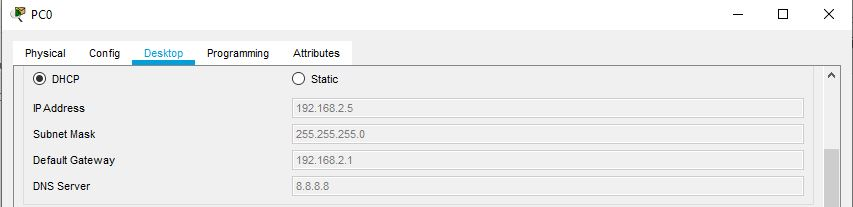 PC0
Physical Config Desktop Programming Attributes
DHCP Static
IP Address 192.168.2.5
Subnet Mask 255.255.255.0
Default Gateway 192.168.2.1
DNS Server 8.8.8.8